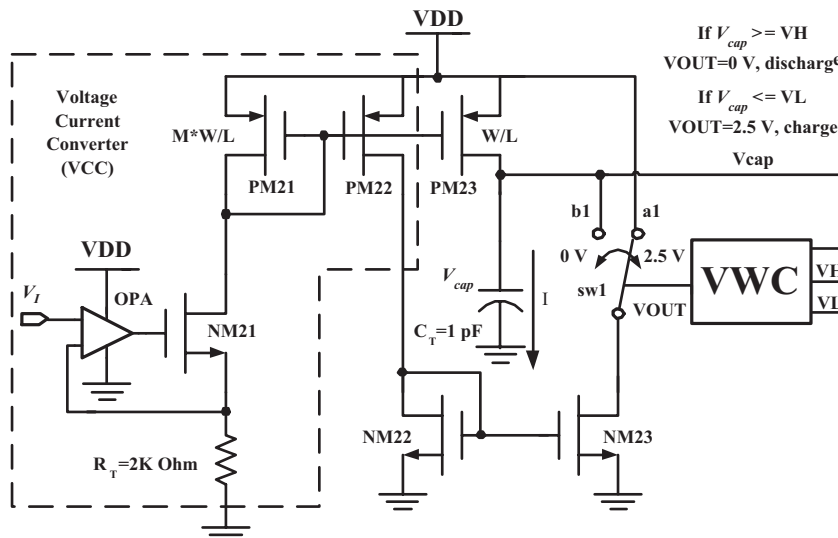 VDD
If Vcap >= VH
VOUT=0 V, discharge
If Vcap <= VL
VOUT=2.5 V, charge
Vcap
Voltage
Current
Converter
(VCC)
M*W/L
W/L
PM21
PM22
PM23
b1
a1
0 V
2.5 V
sw1
VOUT
VWC
VH
VL
VDD
VI
OPA
NM21
Vcap
CT=1 pF
I
NM22
NM23
RT=2K Ohm